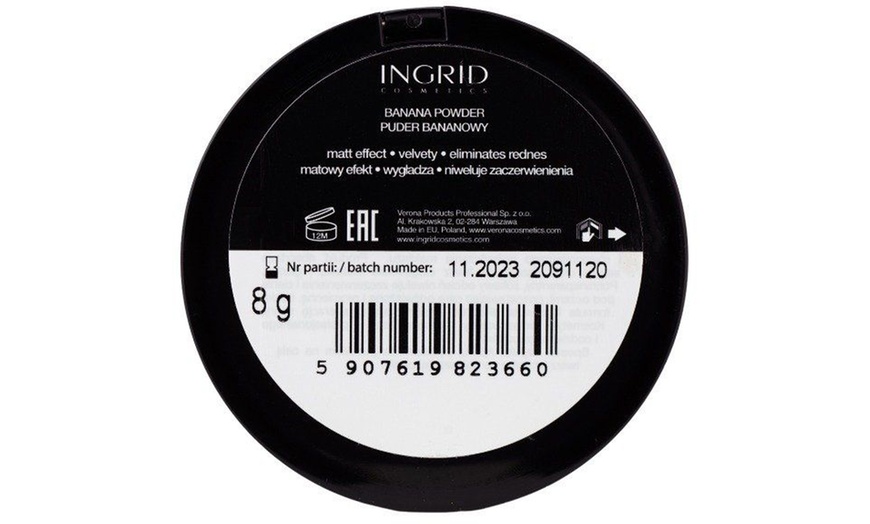 INGRID
COSMETICS
BANANA POWDER
PUDER BANANOWY
matt effect • velvety • eliminates rednes
matowy efekt • wygładza • niweluje zaczerwienienia
12M
EAC
Verona Products Professional Sp. z o.o.
Al. Krakowska 2, 02-284 Warszawa
Made in EU, Poland, www.veronacosmetics.com
www.ingridcosmetics.com
Nr partii: / batch number: 11.2023 2091120
8 g
5 907619 823660